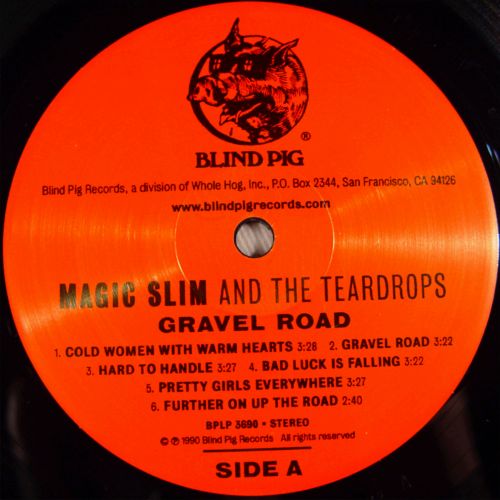 ®
BLIND PIG
Blind Pig Records, a division of Whole Hog, Inc., P.O. Box 2344, San Francisco, CA 94126
www.blindpigrecords.com
MAGIC SLIM AND THE TEARDROPS
GRAVEL ROAD
1. COLD WOMEN WITH WARM HEARTS 3:28 2. GRAVEL ROAD 3:22
3. HARD TO HANDLE 3:27 4. BAD LUCK IS FALLING 3:22
5. PRETTY GIRLS EVERYWHERE 3:27
6. FURTHER ON UP THE ROAD 2:40
BPLP 3690 • STEREO
© ℗ 1990 Blind Pig Records All rights reserved
SIDE A